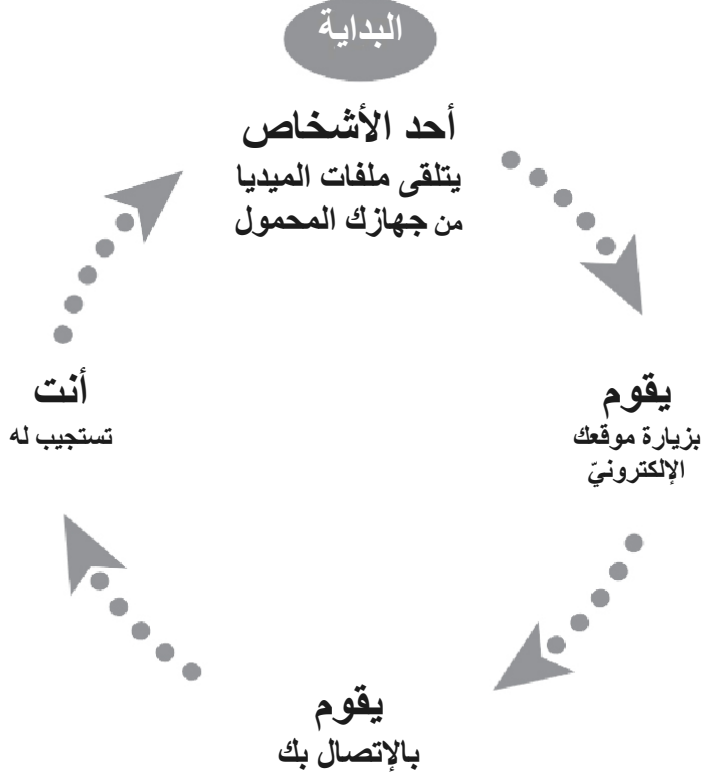 البداية
أحد الأشخاص
يتلقى ملفات الميديا
من جهازك المحمول
يقوم
بزيارة موقعك
الإلكترونيّ
يقوم
بالإتصال بك
أنت
تستجيب له